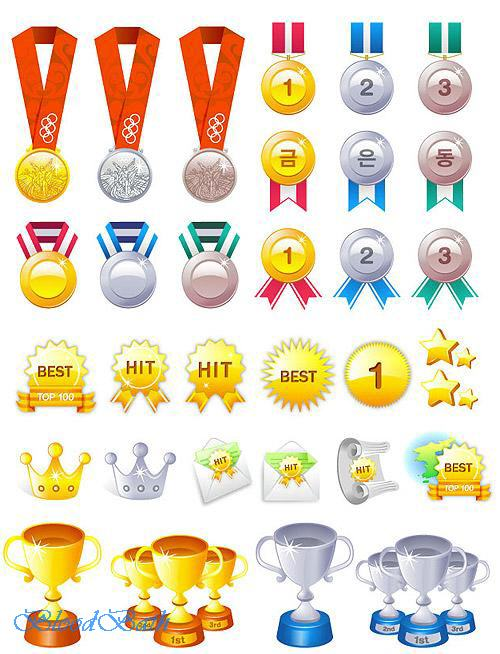 1 2 3
금 은 동
1 2 3
BEST
TOP 100
HIT
HIT
BEST
1
HIT
HIT
HIT
BEST
TOP 100
1st
3rd
2nd
1st
3rd
BloodBath